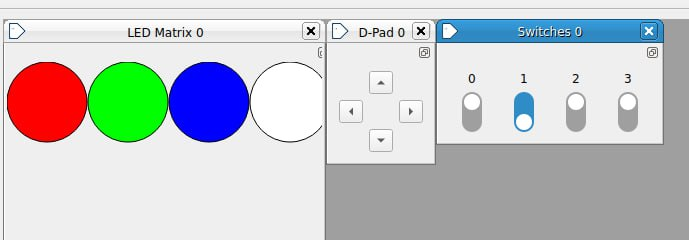 LED Matrix 0
D-Pad 0
Switches 0
0 1 2 3